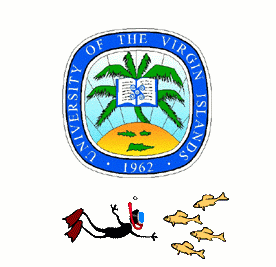 UNIVERSITY OF THE VIRGIN ISLANDS
· 1962 ·